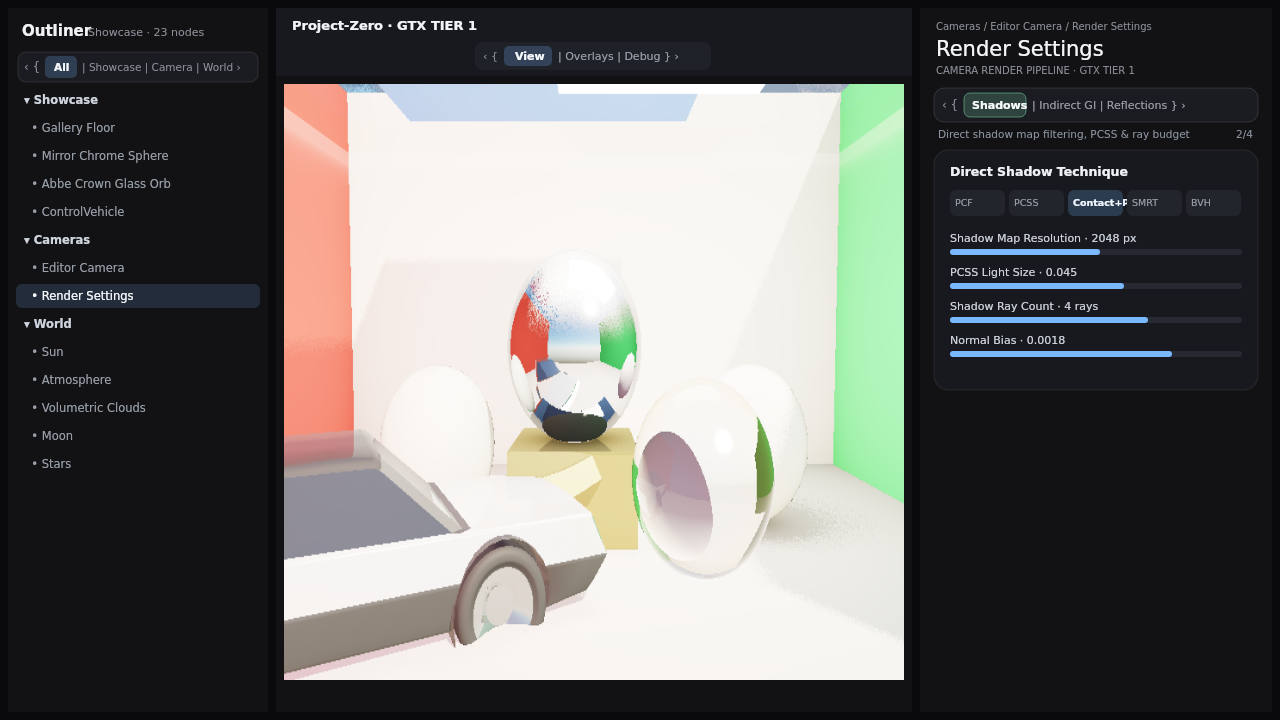 Outliner Showcase · 23 nodes
‹ { All | Showcase | Camera | World ›
▾ Showcase
• Gallery Floor
• Mirror Chrome Sphere
• Abbe Crown Glass Orb
• ControlVehicle
▾ Cameras
• Editor Camera
• Render Settings
▾ World
• Sun
• Atmosphere
• Volumetric Clouds
• Moon
• Stars
Project-Zero · GTX TIER 1
‹ { View | Overlays | Debug } ›
Cameras / Editor Camera / Render Settings
Render Settings
CAMERA RENDER PIPELINE · GTX TIER 1
‹ { Shadows | Indirect GI | Reflections } ›
Direct shadow map filtering, PCSS & ray budget 2/4
Direct Shadow Technique
PCF PCSS Contact+P SMRT BVH
Shadow Map Resolution · 2048 px
PCSS Light Size · 0.045
Shadow Ray Count · 4 rays
Normal Bias · 0.0018